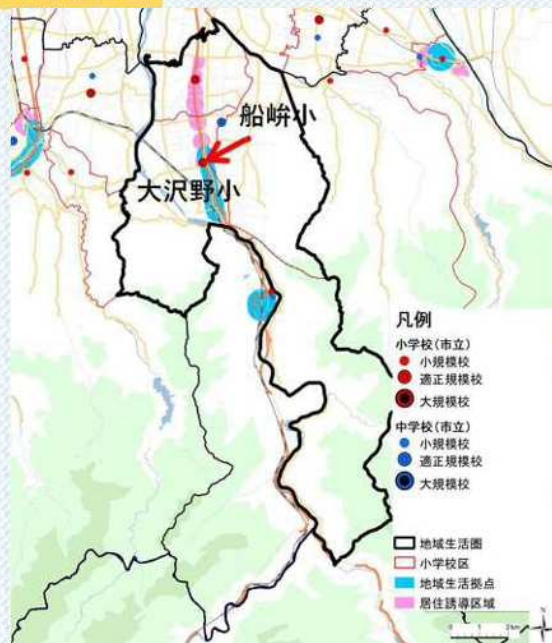 船峅小
大沢野小
凡例
小学校(市立)
小規模校
適正規模校
大規模校
中学校(市立)
小規模校
適正規模校
大規模校
地域生活圏
小学校区
地域生活拠点
居住誘導区域